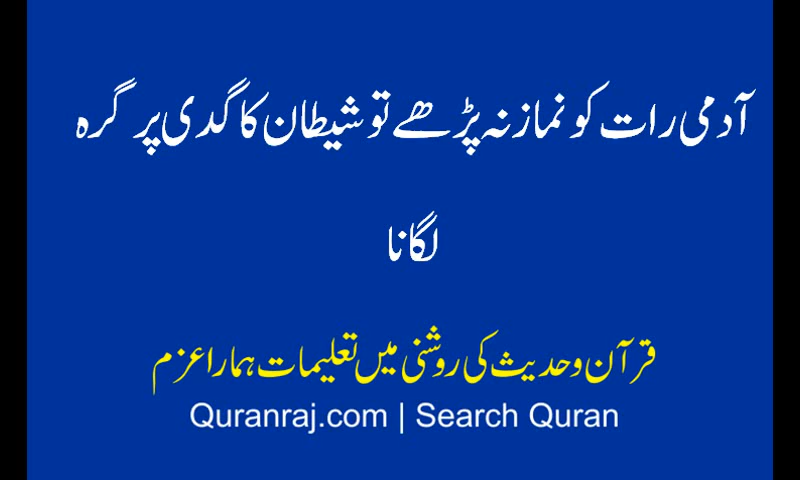 آدمی رات کو نماز نہ پڑھے تو شیطان کا گدی پر گرہ
لگانا
قرآن و حدیث کی روشنی میں تعلیمات ہمارا عزم
Quranraj.com | Search Quran